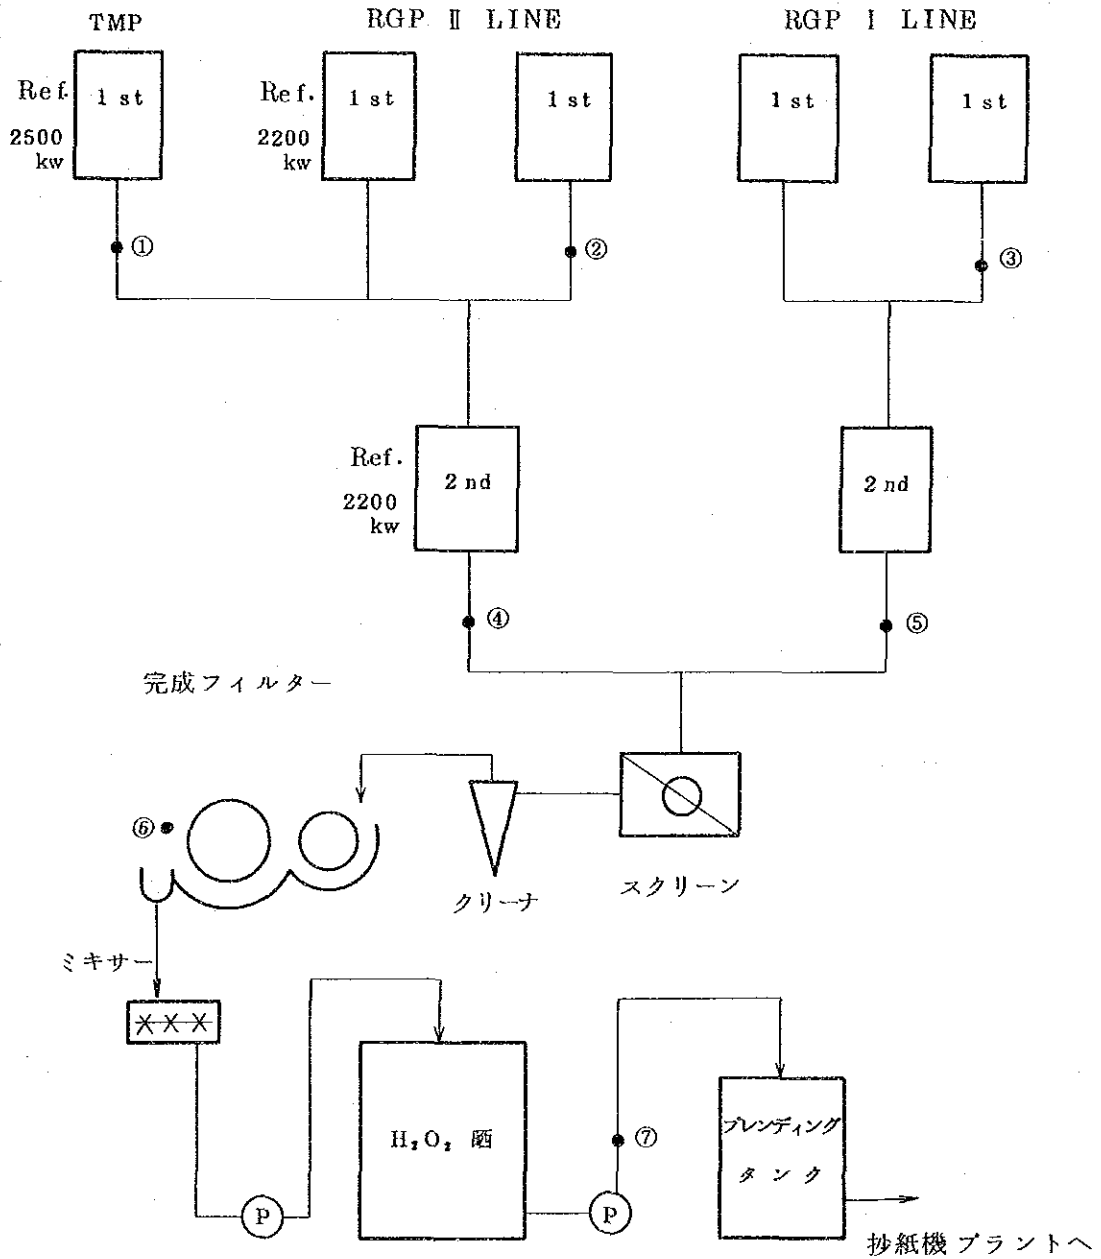 TMP
RGP Ⅱ LINE
RGP Ⅰ LINE
Ref.
2500
kw
1 st
Ref.
2200
kw
1 st
1 st
1 st
1 st
①
②
③
Ref.
2200
kw
2 nd
2 nd
④
⑤
完成フィルター
⑥
クリーナ
スクリーン
ミキサー
H₂O₂ 晒
P
P
⑦
ブレンディング
タンク
抄紙機プラントへ